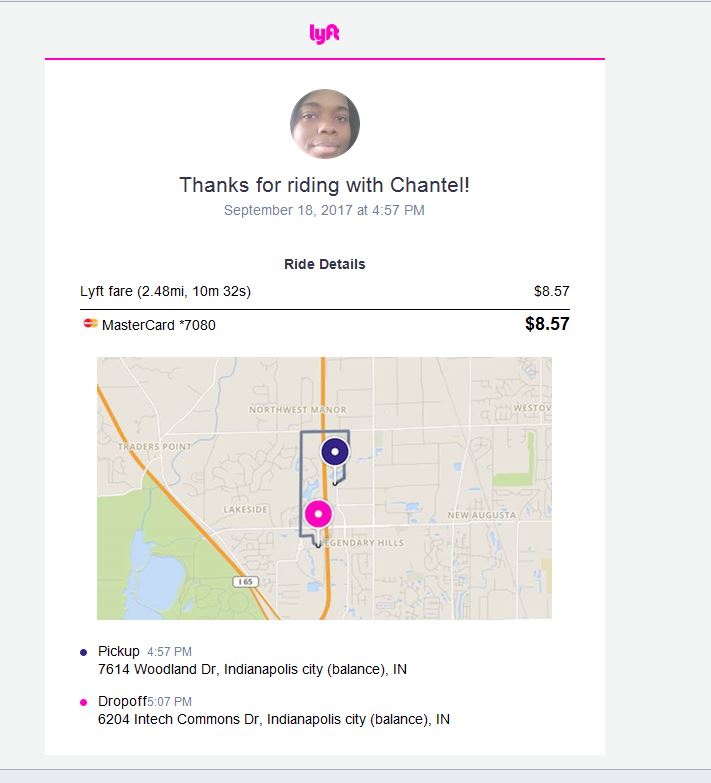 lyft
Thanks for riding with Chantel!
September 18, 2017 at 4:57 PM
Ride Details
Lyft fare (2.48mi, 10m 32s) $8.57
MasterCard *7080 $8.57
NORTHWEST MANOR
WESTOV
TRADERS POINT
LAKESIDE
NEW AUGUSTA
LEGENDARY HILLS
I 65
Pickup 4:57 PM
7614 Woodland Dr, Indianapolis city (balance), IN
Dropoff5:07 PM
6204 Intech Commons Dr, Indianapolis city (balance), IN